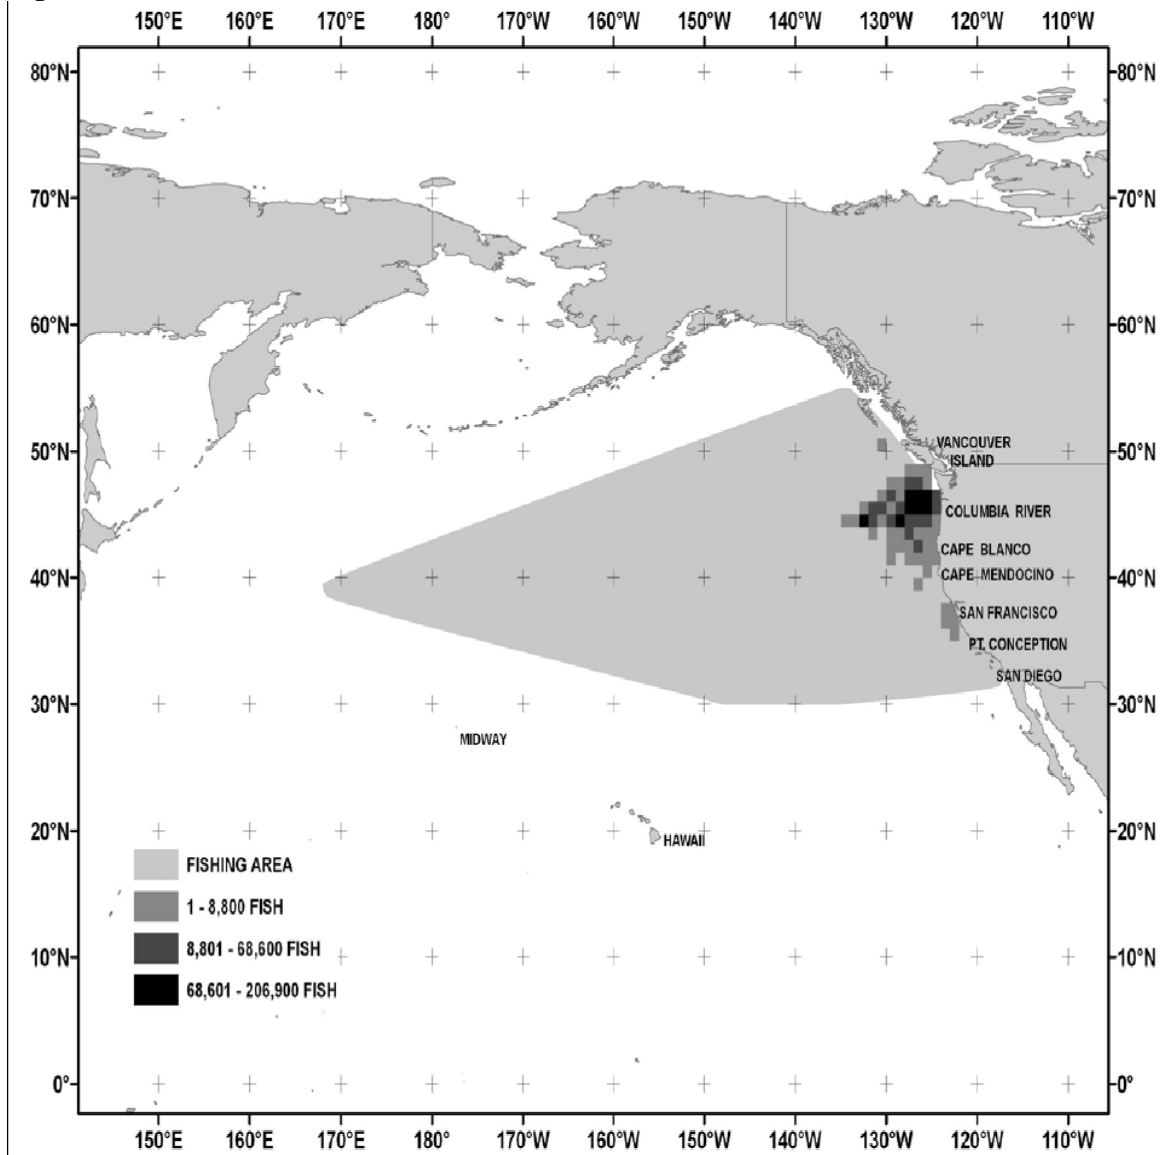 150°E 160°E 170°E 180° 170°W 160°W 150°W 140°W 130°W 120°W 110°W
80°N 80°N
70°N 70°N
60°N 60°N
50°N VANCOUVER 50°N
ISLAND
COLUMBIA RIVER
CAPE BLANCO
40°N CAPE MENDOCINO 40°N
SAN FRANCISCO
PT. CONCEPTION
SAN DIEGO
30°N 30°N
MIDWAY
20°N HAWAII 20°N
FISHING AREA
1 - 8,800 FISH
10°N 8,801 - 68,600 FISH 10°N
68,601 - 206,900 FISH
0° 0°
150°E 160°E 170°E 180° 170°W 160°W 150°W 140°W 130°W 120°W 110°W